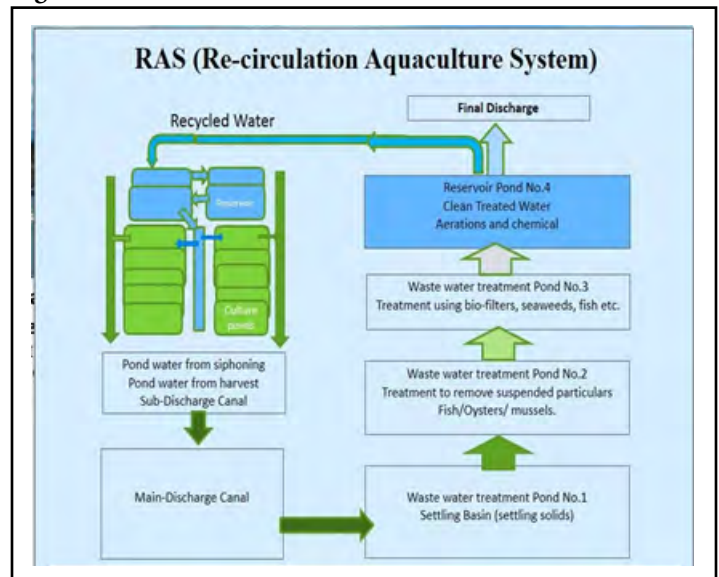 RAS (Re-circulation Aquaculture System)
Final Discharge
Recycled Water
Reservoir
Culture
ponds
Reservoir Pond No.4
Clean Treated Water
Aerations and chemical
Waste water treatment Pond No.3
Treatment using bio-filters, seaweeds, fish etc.
Pond water from siphoning
Pond water from harvest
Sub-Discharge Canal
Waste water treatment Pond No.2
Treatment to remove suspended particulars
Fish/Oysters/ mussels.
Main-Discharge Canal
Waste water treatment Pond No.1
Settling Basin (settling solids)